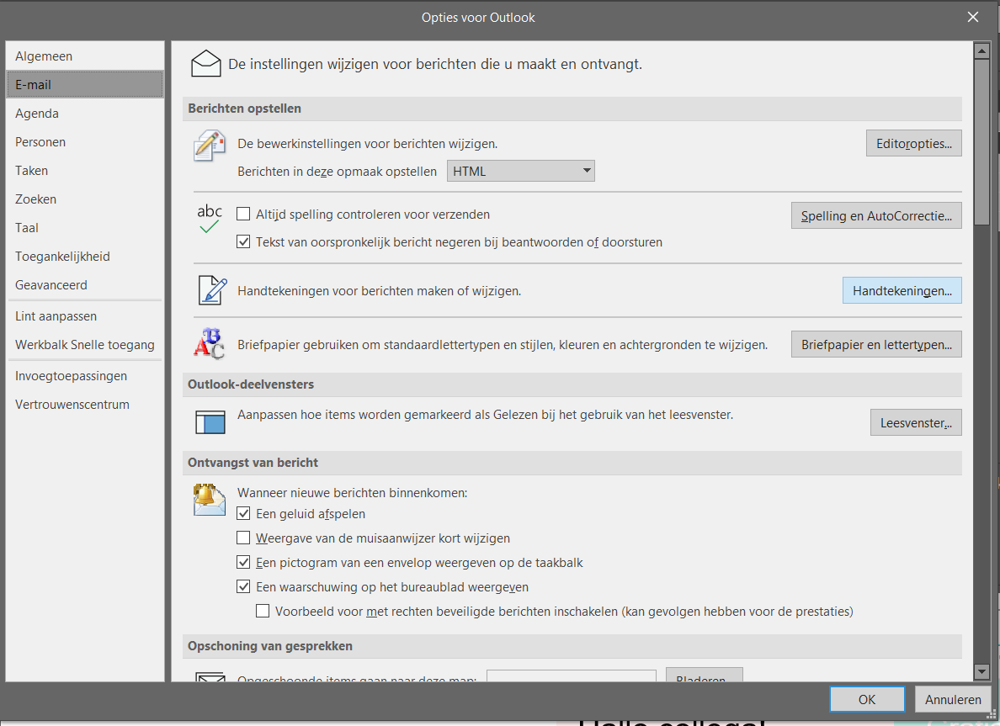 Opties voor Outlook
Algemeen
E-mail
Agenda
Personen
Taken
Zoeken
Taal
Toegankelijkheid
Geavanceerd
Lint aanpassen
Werkbalk Snelle toegang
Invoegtoepassingen
Vertrouwenscentrum
De instellingen wijzigen voor berichten die u maakt en ontvangt.
Berichten opstellen
De bewerkinstellingen voor berichten wijzigen.
Editoropties...
Berichten in deze opmaak opstellen HTML
abc
Altijd spelling controleren voor verzenden
Spelling en AutoCorrectie...
Tekst van oorspronkelijk bericht negeren bij beantwoorden of doorsturen
Handtekeningen voor berichten maken of wijzigen.
Handtekeningen...
ABC
Briefpapier gebruiken om standaardlettertypen en stijlen, kleuren en achtergronden te wijzigen.
Briefpapier en lettertypen...
Outlook-deelvensters
Aanpassen hoe items worden gemarkeerd als Gelezen bij het gebruik van het leesvenster.
Leesvenster...
Ontvangst van bericht
Wanneer nieuwe berichten binnenkomen:
Een geluid afspelen
Weergave van de muisaanwijzer kort wijzigen
Een pictogram van een envelop weergeven op de taakbalk
Een waarschuwing op het bureaublad weergeven
Voorbeeld voor met rechten beveiligde berichten inschakelen (kan gevolgen hebben voor de prestaties)
Opschoning van gesprekken
Opgeschoonde items gaan naar deze map:
Bladeren...
OK
Annuleren
Hallo collega!